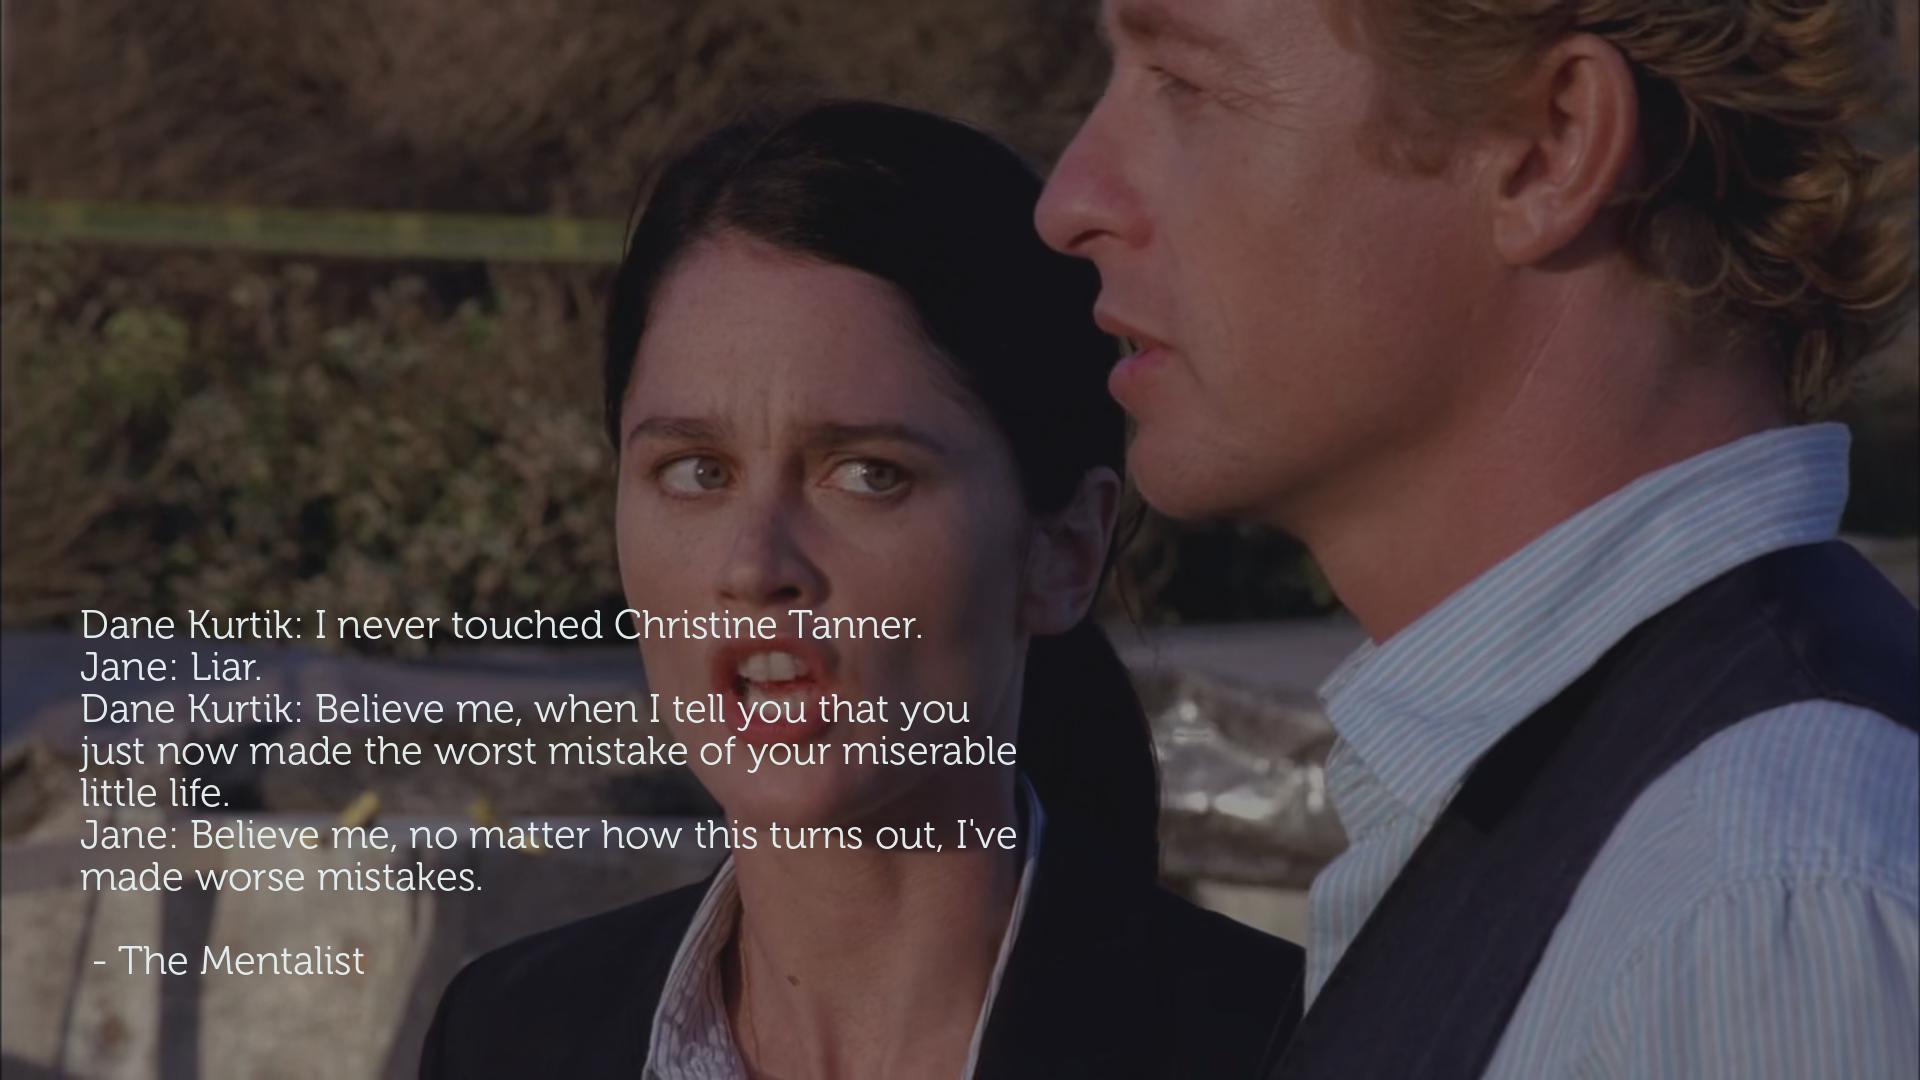 Dane Kurtik: I never touched Christine Tanner.
Jane: Liar.
Dane Kurtik: Believe me, when I tell you that you
just now made the worst mistake of your miserable
little life.
Jane: Believe me, no matter how this turns out, I've
made worse mistakes.
- The Mentalist